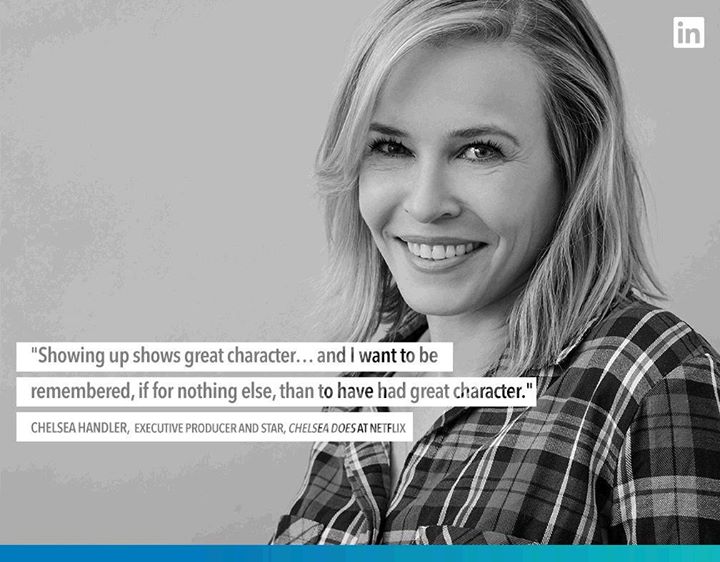 in
"Showing up shows great character... and I want to be
remembered, if for nothing else, than to have had great character."
CHELSEA HANDLER, EXECUTIVE PRODUCER AND STAR, CHELSEA DOES AT NETFLIX